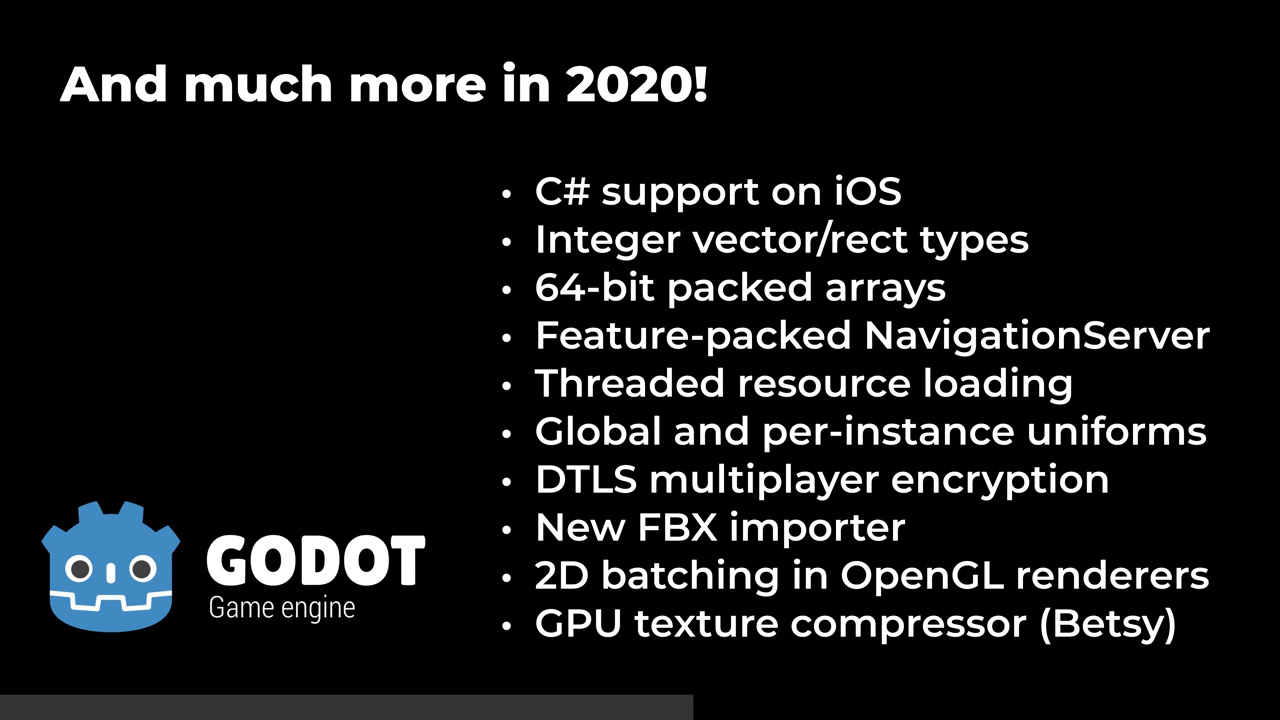 And much more in 2020!
• C# support on iOS
• Integer vector/rect types
• 64-bit packed arrays
• Feature-packed NavigationServer
• Threaded resource loading
• Global and per-instance uniforms
• DTLS multiplayer encryption
• New FBX importer
• 2D batching in OpenGL renderers
• GPU texture compressor (Betsy)
GODOT
Game engine